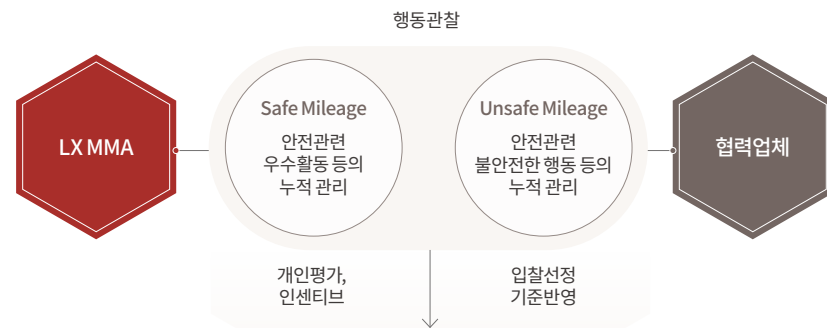 행동관찰
LX MMA
Safe Mileage
안전관련
우수활동 등의
누적 관리
Unsafe Mileage
안전관련
불안전한 행동 등의
누적 관리
협력업체
개인평가,
인센티브
입찰선정
기준반영